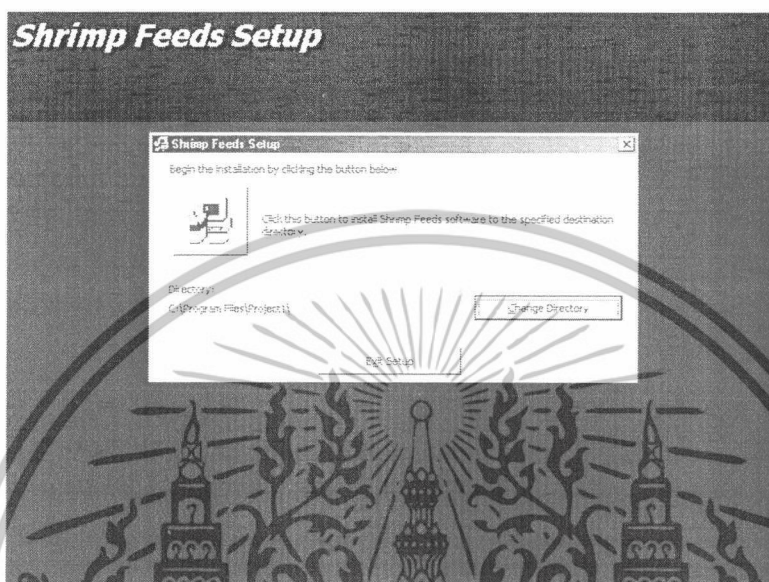 Shrimp Feeds Setup
Shrimp Feeds Setup
Begin the installation by clicking the button below.
Click this button to install Shrimp Feeds software to the specified destination
directory.
Directory:
C:\Program Files\Project1\
Change Directory
Exit Setup